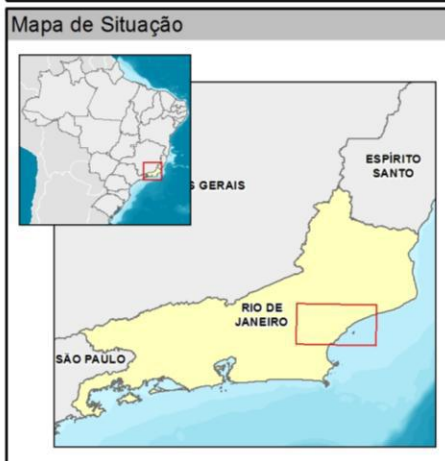 Mapa de Situação
S GERAIS
ESPÍRITO
SANTO
RIO DE
JANEIRO
SÃO PAULO